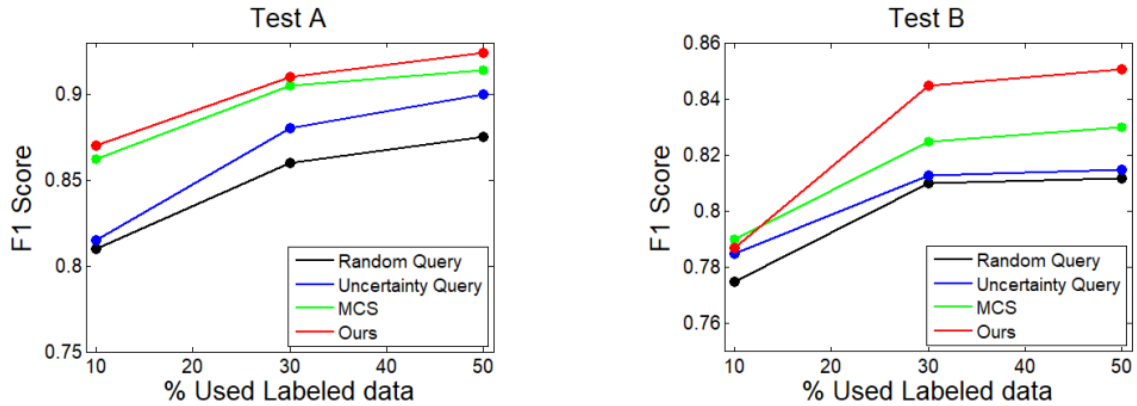 Test A
F1 Score
0.9
0.85
0.8
0.75
10 20 30 40 50
% Used Labeled data
Random Query
Uncertainty Query
MCS
Ours
Test B
F1 Score
0.86
0.84
0.82
0.8
0.78
0.76
10 20 30 40 50
% Used Labeled data
Random Query
Uncertainty Query
MCS
Ours